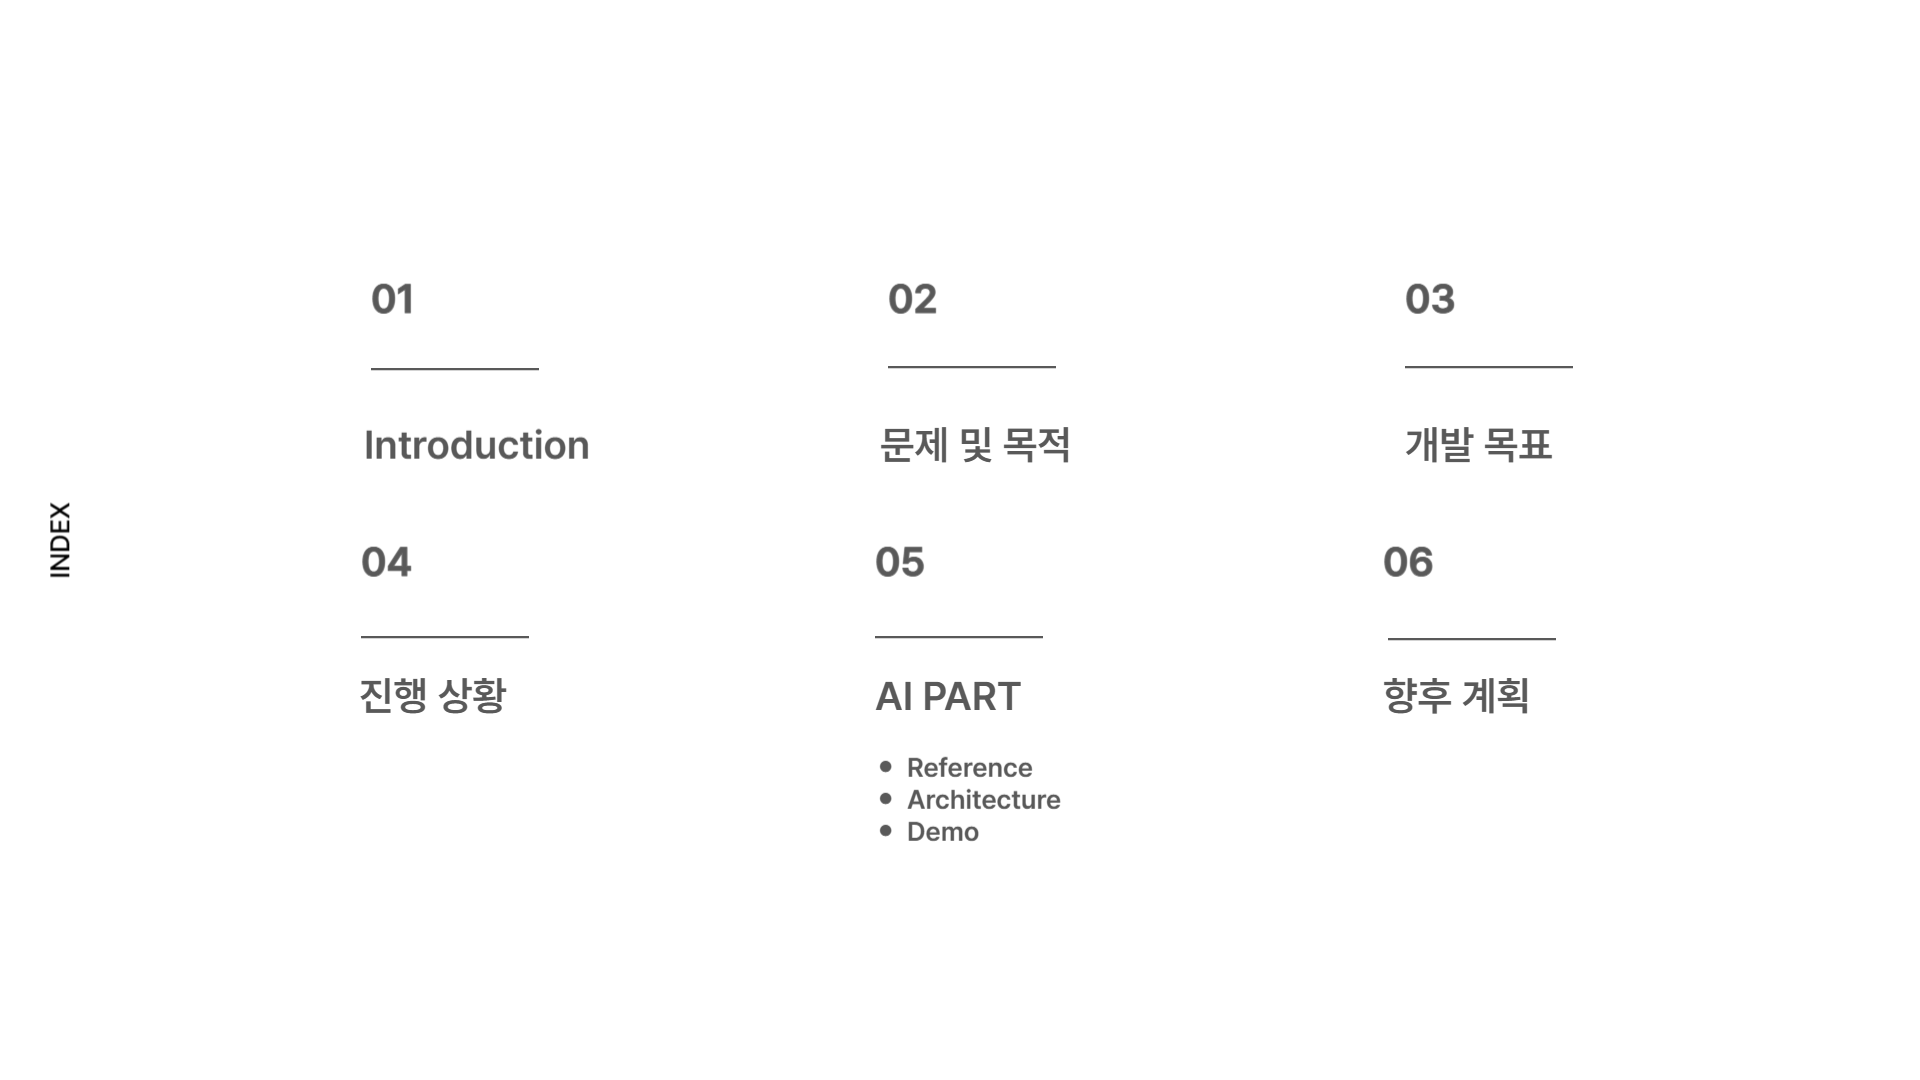 INDEX
01
Introduction
02
문제 및 목적
03
개발 목표
04
진행 상황
05
AI PART
• Reference
• Architecture
• Demo
06
향후 계획